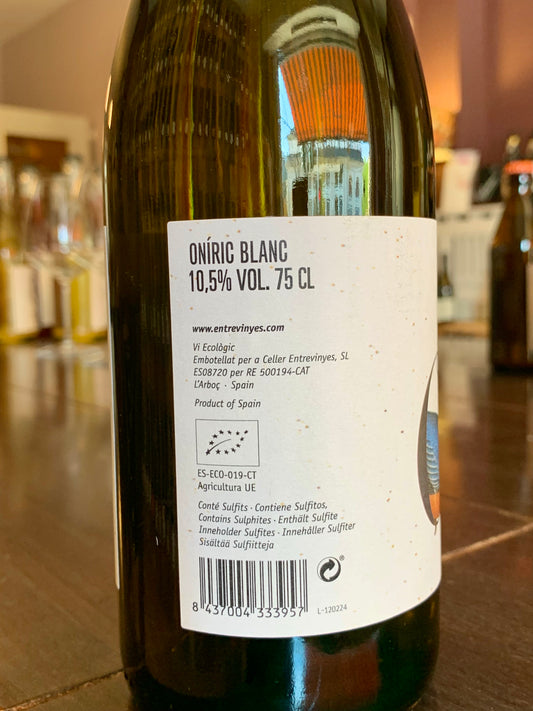 ONÍRIC BLANC
10,5% VOL. 75 CL
www.entrevinyes.com
Vi Ecològic
Embotellat per a Celler Entrevinyes, SL
ES08720 per RE 500194-CAT
L'Arboç · Spain
Product of Spain
ES-ECO-019-CT
Agricultura UE
Conté Sulfits · Contiene Sulfitos,
Contains Sulphites · Enthält Sulfite
Inneholder Sulfites · Innehåller Sulfiter
Sisältää Sulfiitteja
8 437004 333957
L-120224
®